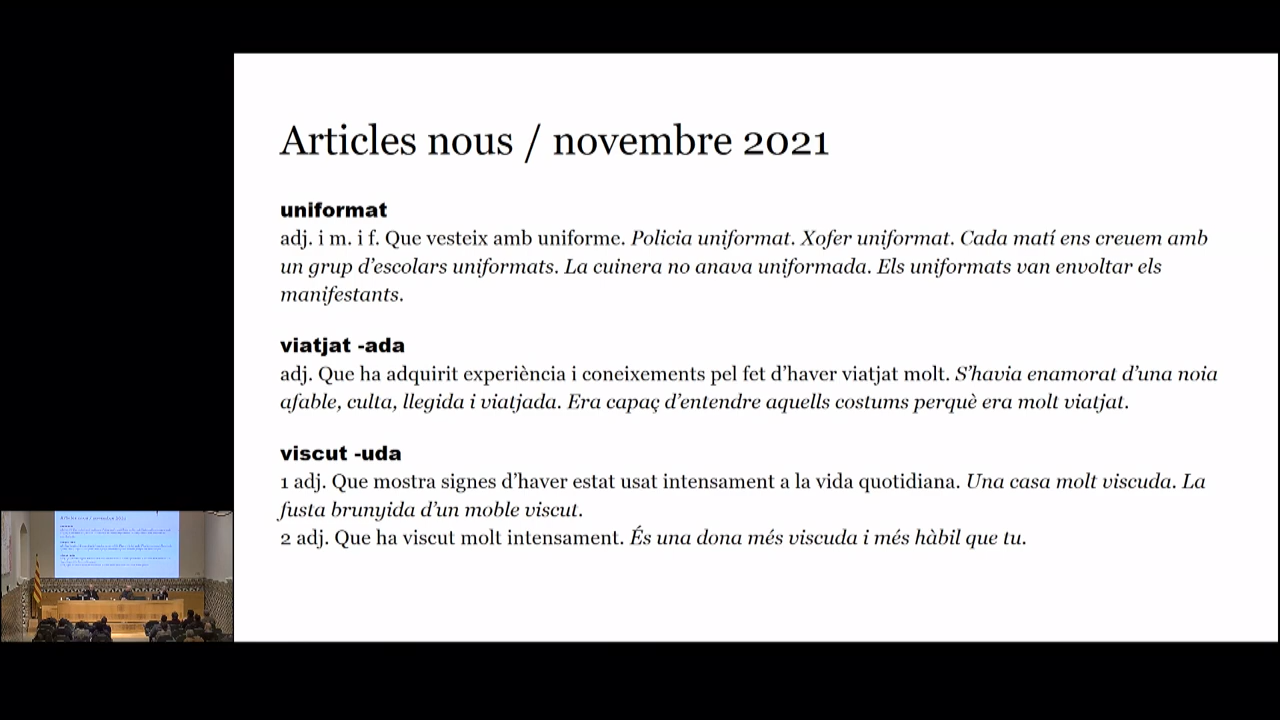 Articles nous / novembre 2021
uniformat
adj. i m. i f. Que vesteix amb uniforme. Policia uniformat. Xofer uniformat. Cada matí ens creuem amb
un grup d'escolars uniformats. La cuinera no anava uniformada. Els uniformats van envoltar els
manifestants.
viatjat -ada
adj. Que ha adquirit experiència i coneixements pel fet d'haver viatjat molt. S'havia enamorat d'una noia
afable, culta, llegida i viatjada. Era capaç d'entendre aquells costums perquè era molt viatjat.
viscut -uda
1 adj. Que mostra signes d'haver estat usat intensament a la vida quotidiana. Una casa molt viscuda. La
fusta brunyida d'un moble viscut.
2 adj. Que ha viscut molt intensament. És una dona més viscuda i més hàbil que tu.